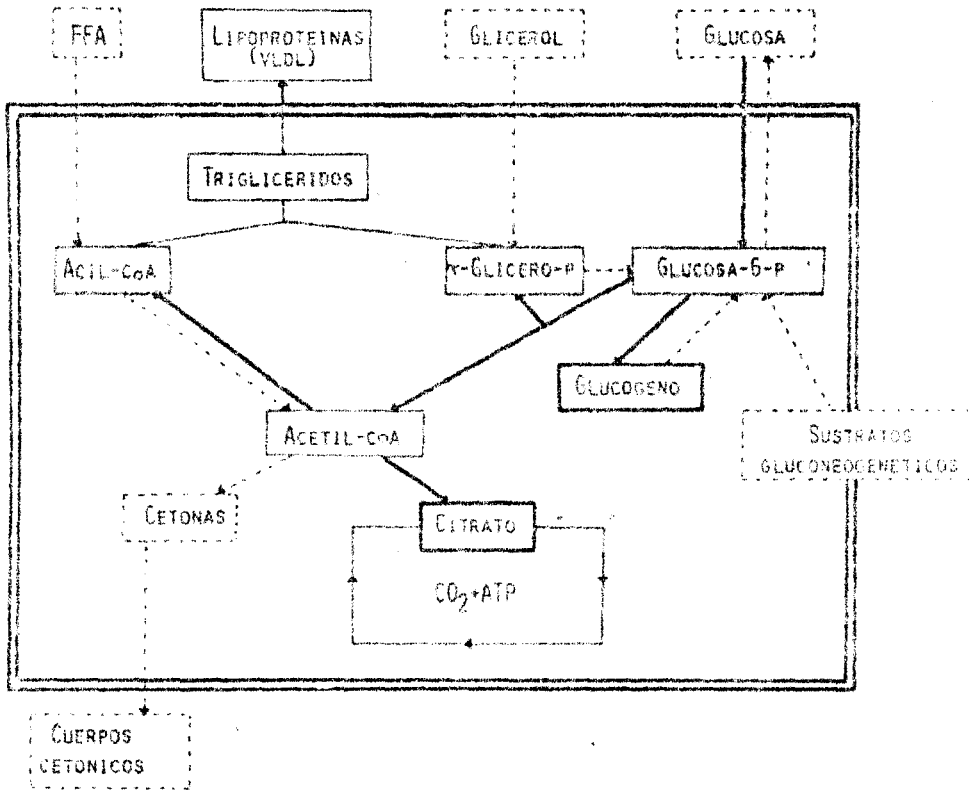 FFA
LIPOPROTEINAS
(VLDL)
GLICEROL
GLUCOSA
TRIGLICERIDOS
ACIL-COA
α-GLICERO-P
GLUCOSA-6-P
GLUCOGENO
ACETIL-COA
SUSTRATOS
GLUCONEOGENETICOS
CETONAS
CITRATO
CO2+ATP
CUERPOS
CETONICOS